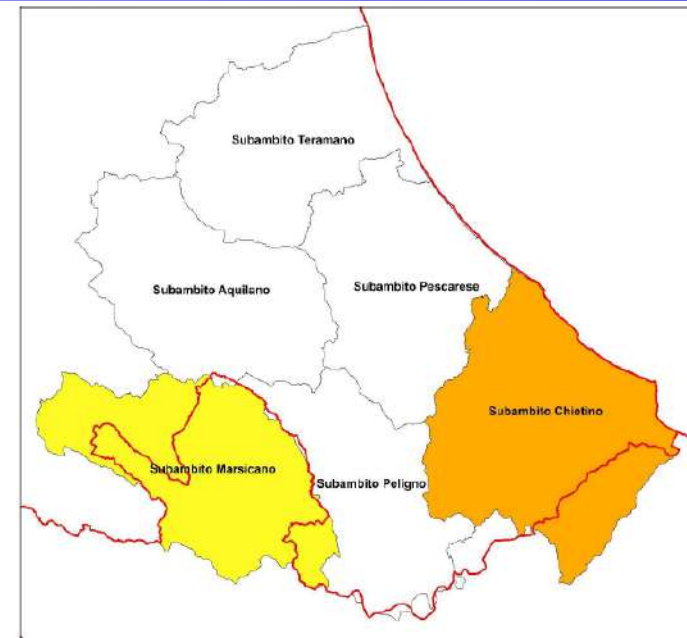 Subambito Teramano
Subambito Aquilano
Subambito Pescarese
Subambito Chietino
Subambito Marsicano
Subambito Peligno